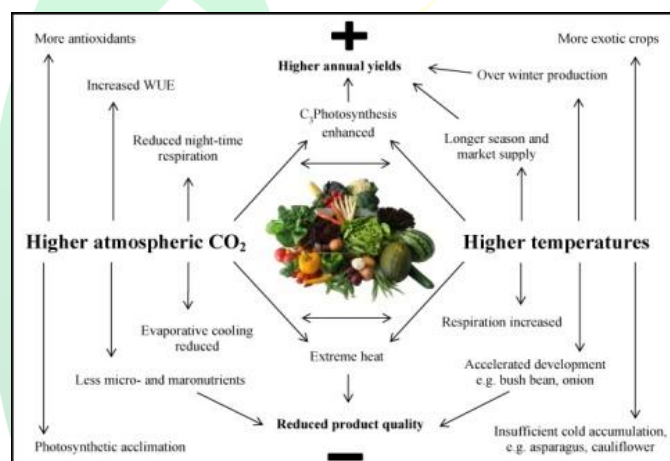 More antioxidants
More exotic crops
Higher annual yields
Over winter production
Increased WUE
C₃Photosynthesis
enhanced
Reduced night-time
respiration
Longer season and
market supply
Higher atmospheric CO₂
Higher temperatures
Evaporative cooling
reduced
Respiration increased
Extreme heat
Accelerated development
e.g. bush bean, onion
Less micro- and maronutrients
Reduced product quality
Photosynthetic acclimation
Insufficient cold accumulation,
e.g. asparagus, cauliflower